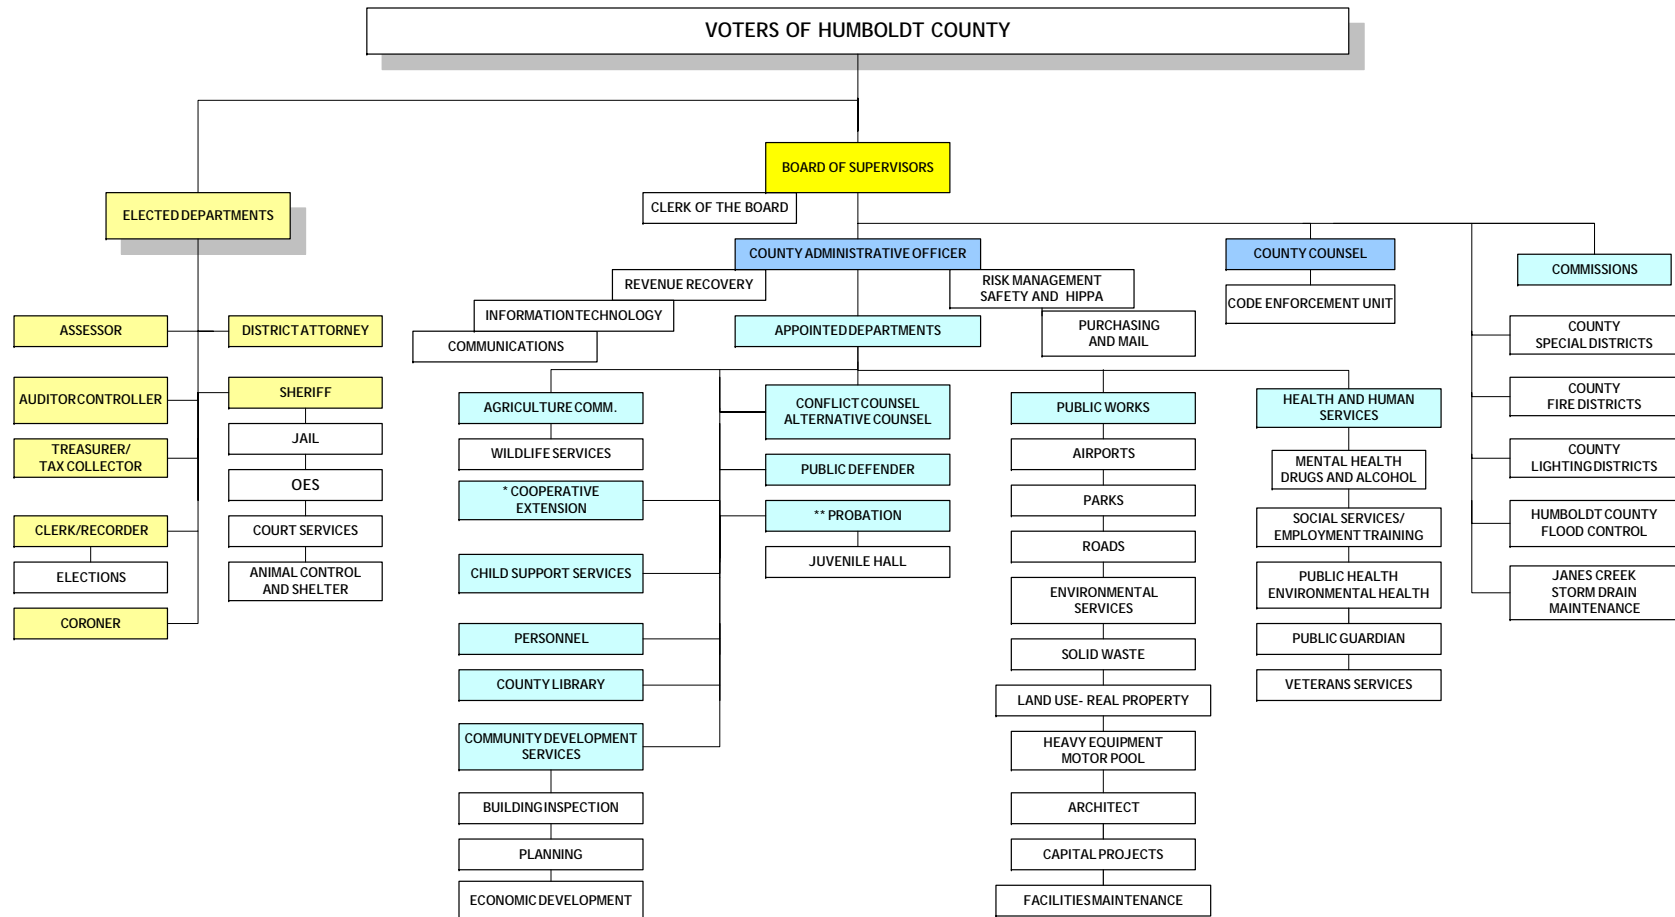 VOTERS OF HUMBOLDT COUNTY
BOARD OF SUPERVISORS
CLERK OF THE BOARD
ELECTED DEPARTMENTS
COUNTY ADMINISTRATIVE OFFICER
COUNTY COUNSEL
COMMISSIONS
REVENUE RECOVERY
RISK MANAGEMENT
SAFETY AND HIPPA
INFORMATION TECHNOLOGY
CODE ENFORCEMENT UNIT
COMMUNICATIONS
APPOINTED DEPARTMENTS
PURCHASING
AND MAIL
ASSESSOR
DISTRICT ATTORNEY
AUDITOR CONTROLLER
SHERIFF
TREASURER/
TAX COLLECTOR
JAIL
OES
CLERK/RECORDER
COURT SERVICES
ELECTIONS
ANIMAL CONTROL
AND SHELTER
CORONER
AGRICULTURE COMM.
WILDLIFE SERVICES
* COOPERATIVE
EXTENSION
CHILD SUPPORT SERVICES
PERSONNEL
COUNTY LIBRARY
COMMUNITY DEVELOPMENT
SERVICES
BUILDING INSPECTION
PLANNING
ECONOMIC DEVELOPMENT
CONFLICT COUNSEL
ALTERNATIVE COUNSEL
PUBLIC DEFENDER
** PROBATION
JUVENILE HALL
PUBLIC WORKS
AIRPORTS
PARKS
ROADS
ENVIRONMENTAL
SERVICES
SOLID WASTE
LAND USE- REAL PROPERTY
HEAVY EQUIPMENT
MOTOR POOL
ARCHITECT
CAPITAL PROJECTS
FACILITIES MAINTENANCE
HEALTH AND HUMAN
SERVICES
MENTAL HEALTH
DRUGS AND ALCOHOL
SOCIAL SERVICES/
EMPLOYMENT TRAINING
PUBLIC HEALTH
ENVIRONMENTAL HEALTH
PUBLIC GUARDIAN
VETERANS SERVICES
COUNTY
SPECIAL DISTRICTS
COUNTY
FIRE DISTRICTS
COUNTY
LIGHTING DISTRICTS
HUMBOLDT COUNTY
FLOOD CONTROL
JANES CREEK
STORM DRAIN
MAINTENANCE